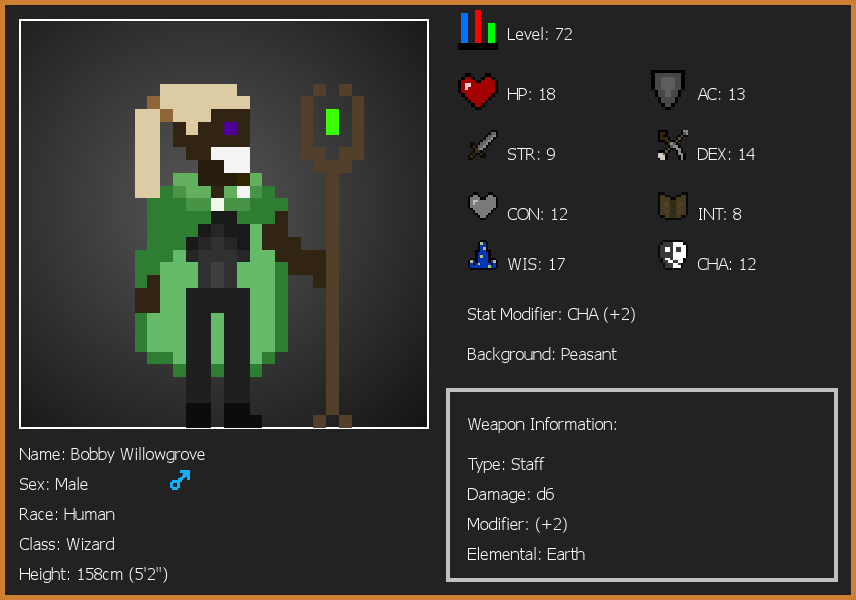 Level: 72
HP: 18
AC: 13
STR: 9
DEX: 14
CON: 12
INT: 8
WIS: 17
CHA: 12
Stat Modifier: CHA (+2)
Background: Peasant
Weapon Information:
Type: Staff
Damage: d6
Modifier: (+2)
Elemental: Earth
Name: Bobby Willowgrove
Sex: Male
Race: Human
Class: Wizard
Height: 158cm (5'2")